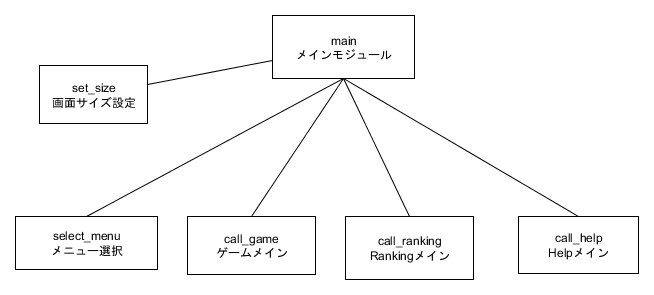 main
メインモジュール
set_size
画面サイズ設定
select_menu
メニュー選択
call_game
ゲームメイン
call_ranking
Rankingメイン
call_help
Helpメイン